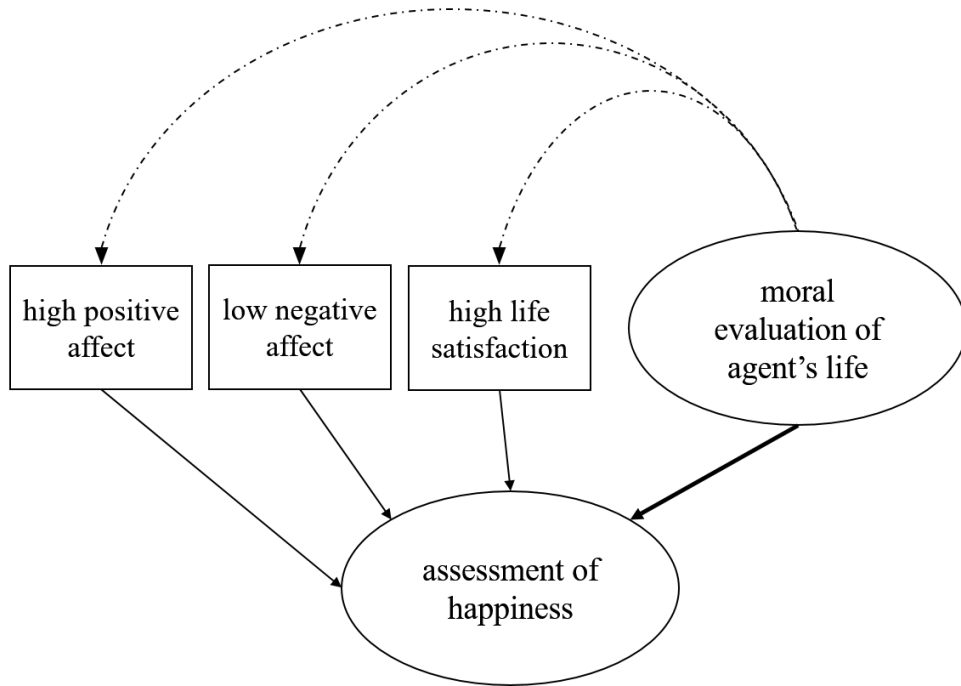 high positive
affect
low negative
affect
high life
satisfaction
moral
evaluation of
agent’s life
assessment of
happiness